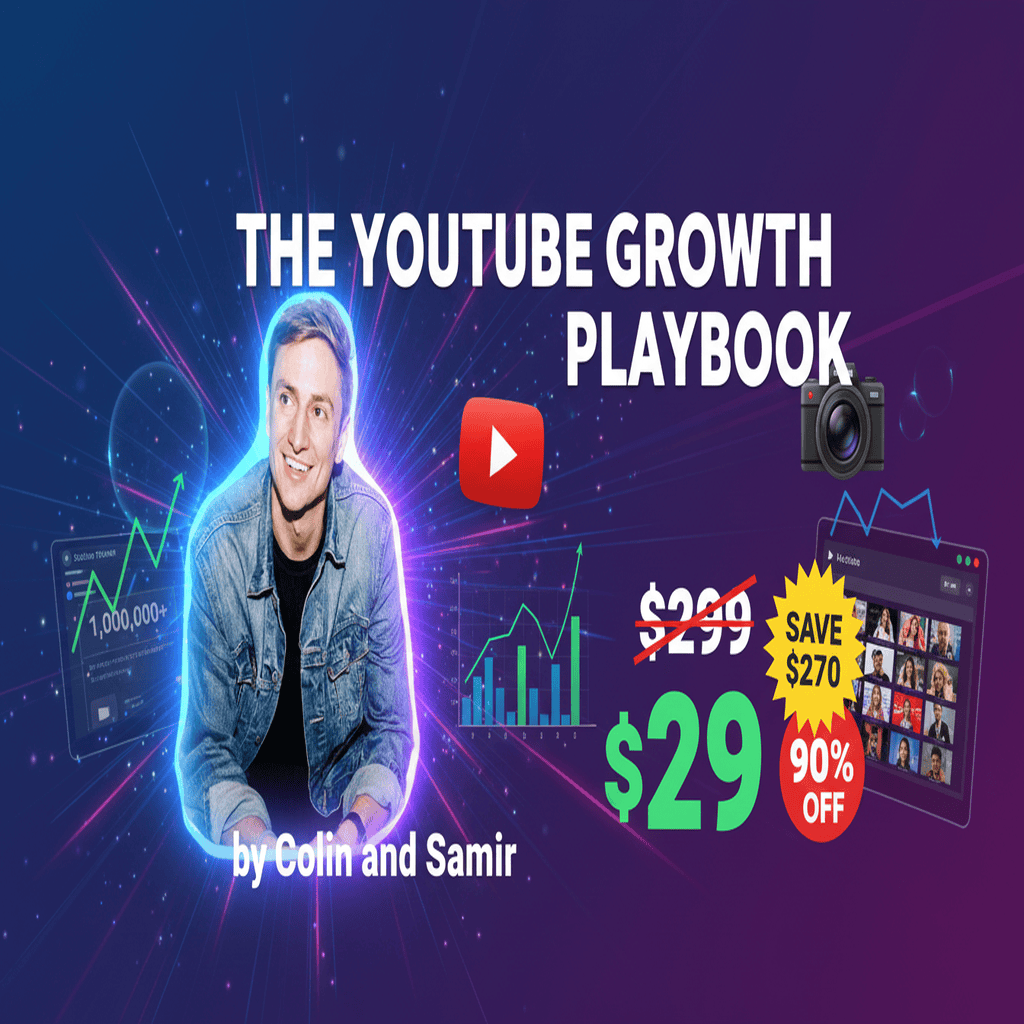 THE YOUTUBE GROWTH
PLAYBOOK
1,000,000+
$299
SAVE
$270
$29
90%
OFF
by Colin and Samir